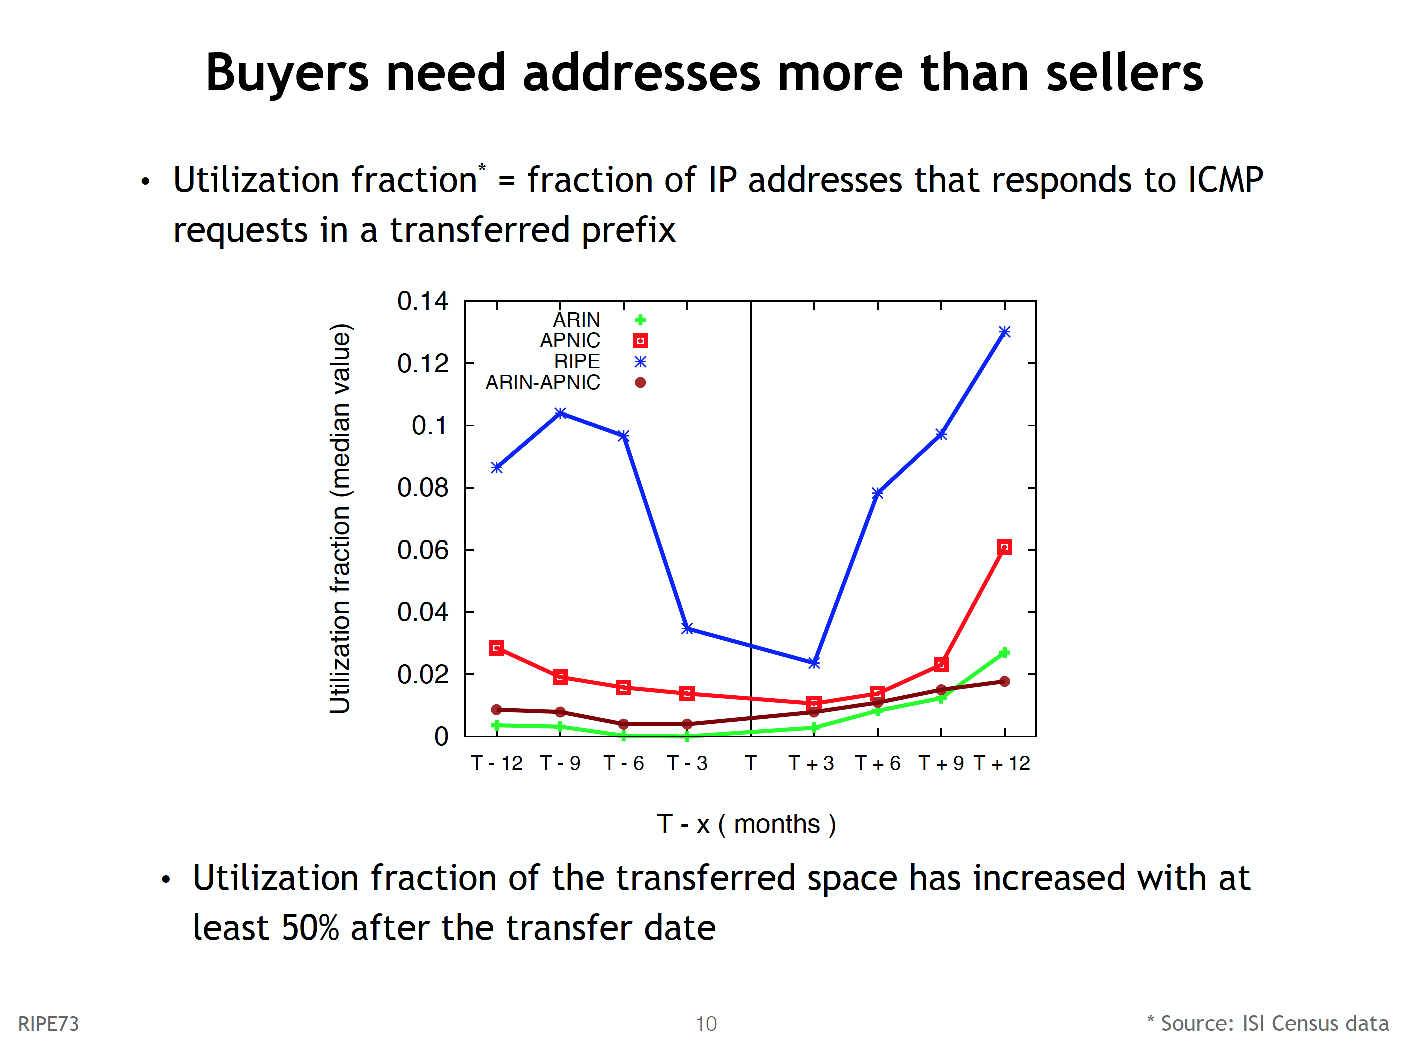 Buyers need addresses more than sellers
• Utilization fraction* = fraction of IP addresses that responds to ICMP
requests in a transferred prefix
Utilization fraction (median value)
0.14
0.12
0.1
0.08
0.06
0.04
0.02
0
ARIN
APNIC
RIPE
ARIN-APNIC
T - 12 T - 9 T - 6 T - 3 T T + 3 T + 6 T + 9 T + 12
T - x ( months )
• Utilization fraction of the transferred space has increased with at
least 50% after the transfer date
RIPE73 10 * Source: ISI Census data